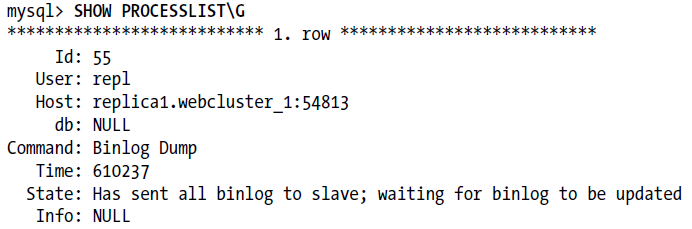 mysql> SHOW PROCESSLIST\G
*************************** 1. row ***************************
Id: 55
User: repl
Host: replica1.webcluster_1:54813
db: NULL
Command: Binlog Dump
Time: 610237
State: Has sent all binlog to slave; waiting for binlog to be updated
Info: NULL